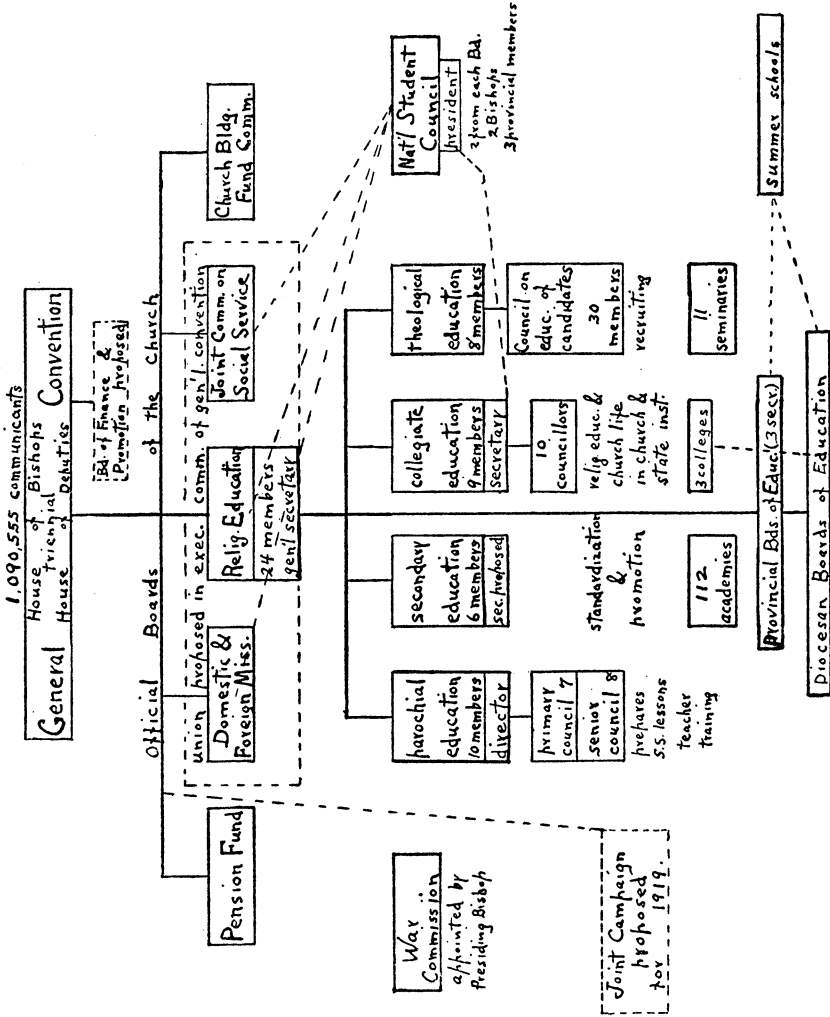 1,090,555 communicants
House of Bishops
General triennial Convention
House of Deputies
Bd. of Finance &
Promotion proposed
Official Boards of the Church
Pension Fund
union proposed in exec. comm. of gen'l. convention
Domestic &
Foreign Miss.
Relig. Education
24 members
gen'l secretary
Joint Comm. on
Social Service
Church Bldg.
Fund Comm.
War
Commission
appointed by
Presiding Bishop
parochial
education
10 members
director
primary
council 7
senior
council 8
prepares
S.S. lessons
teacher
training
secondary
education
6 members
sec. proposed
standardization
&
promotion
112
academies
collegiate
education
9 members
secretary
10
councillors
relig. educ. &
church life
in church &
state inst.
3 colleges
theological
education
8 members
Council on
educ. of
candidates
30
members
recruiting
11
seminaries
Nat'l Student
Council
president
2 from each Bd.
2 Bishops
3 provincial members
Joint Campaign
proposed
for 1919.
Provincial Bds. of Educ. (3 secr.)
summer schools
Diocesan Boards of Education